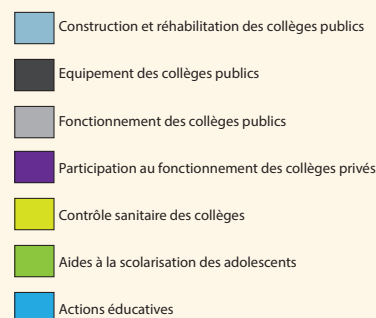 Construction et réhabilitation des collèges publics
Equipement des collèges publics
Fonctionnement des collèges publics
Participation au fonctionnement des collèges privés
Contrôle sanitaire des collèges
Aides à la scolarisation des adolescents
Actions éducatives